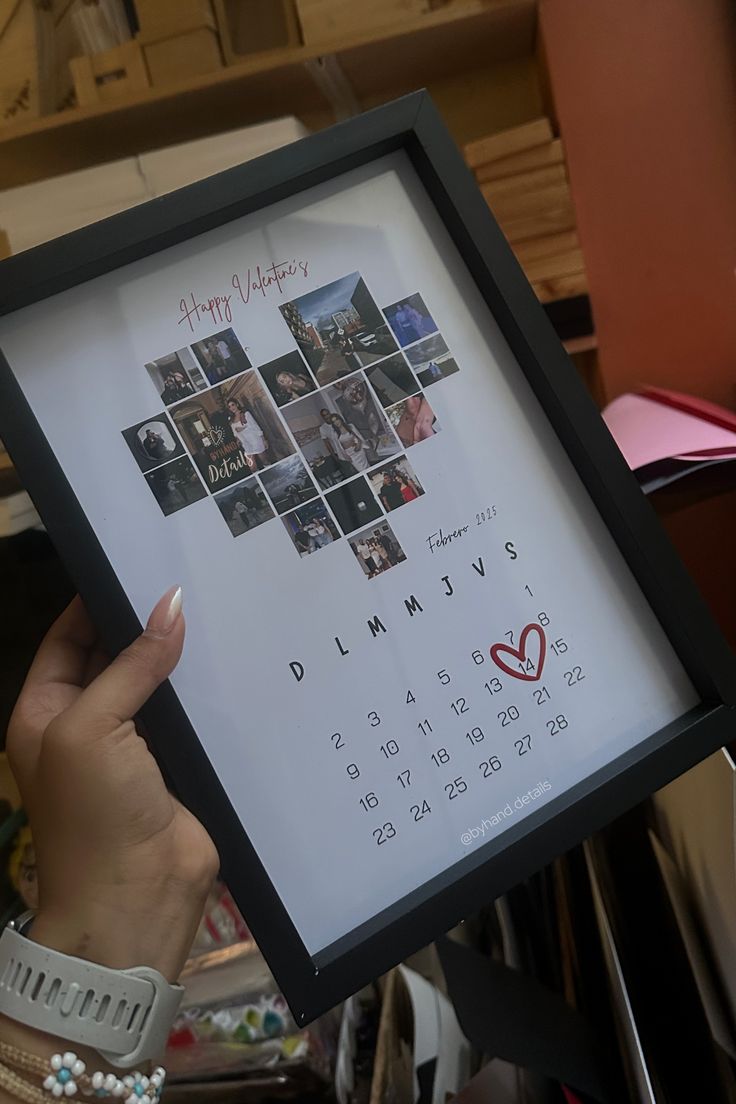 Happy Valentine's
BYHAND
Details
Febrero 2025
D L M M J V S
1
2 3 4 5 6 7 8
9 10 11 12 13 14 15
16 17 18 19 20 21 22
23 24 25 26 27 28
@byhand.details